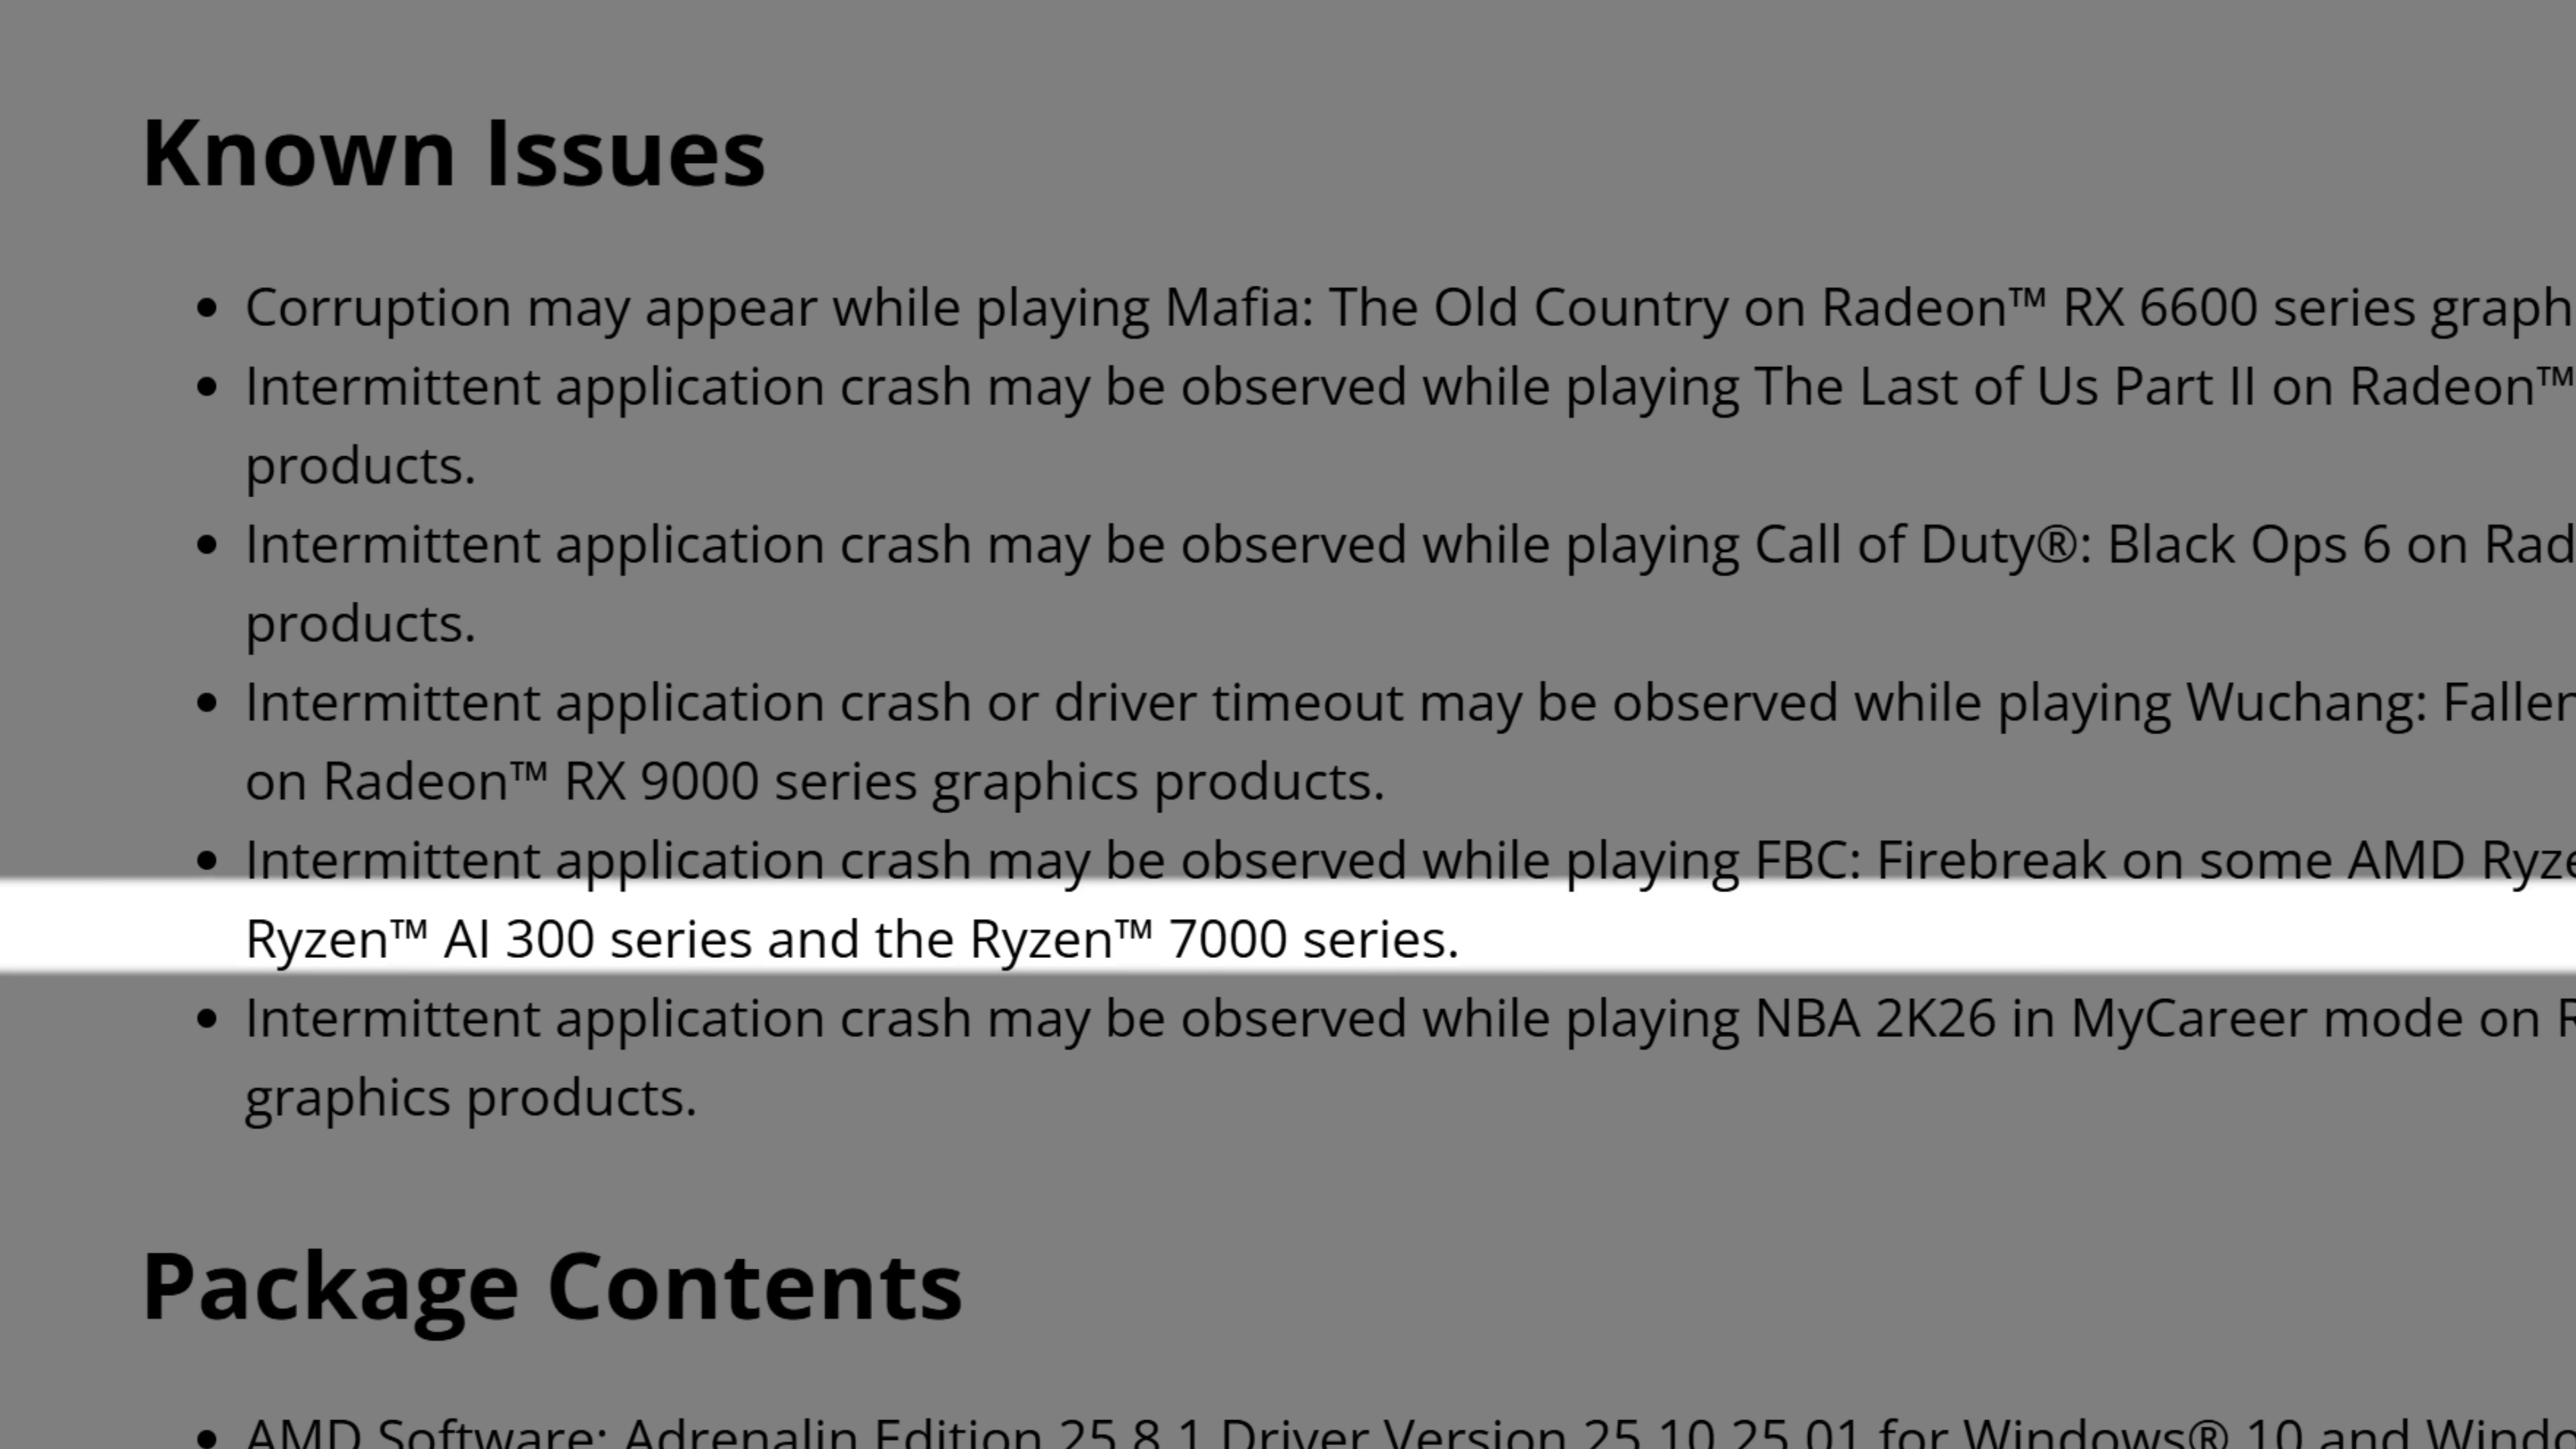 Known Issues
• Corruption may appear while playing Mafia: The Old Country on Radeon™ RX 6600 series graph
• Intermittent application crash may be observed while playing The Last of Us Part II on Radeon™
products.
• Intermittent application crash may be observed while playing Call of Duty®: Black Ops 6 on Rad
products.
• Intermittent application crash or driver timeout may be observed while playing Wuchang: Fallen
on Radeon™ RX 9000 series graphics products.
• Intermittent application crash may be observed while playing FBC: Firebreak on some AMD Ryze
Ryzen™ AI 300 series and the Ryzen™ 7000 series.
• Intermittent application crash may be observed while playing NBA 2K26 in MyCareer mode on R
graphics products.
Package Contents
• AMD Software: Adrenalin Edition 25.8.1 Driver Version 25.10.25.01 for Windows® 10 and Windo